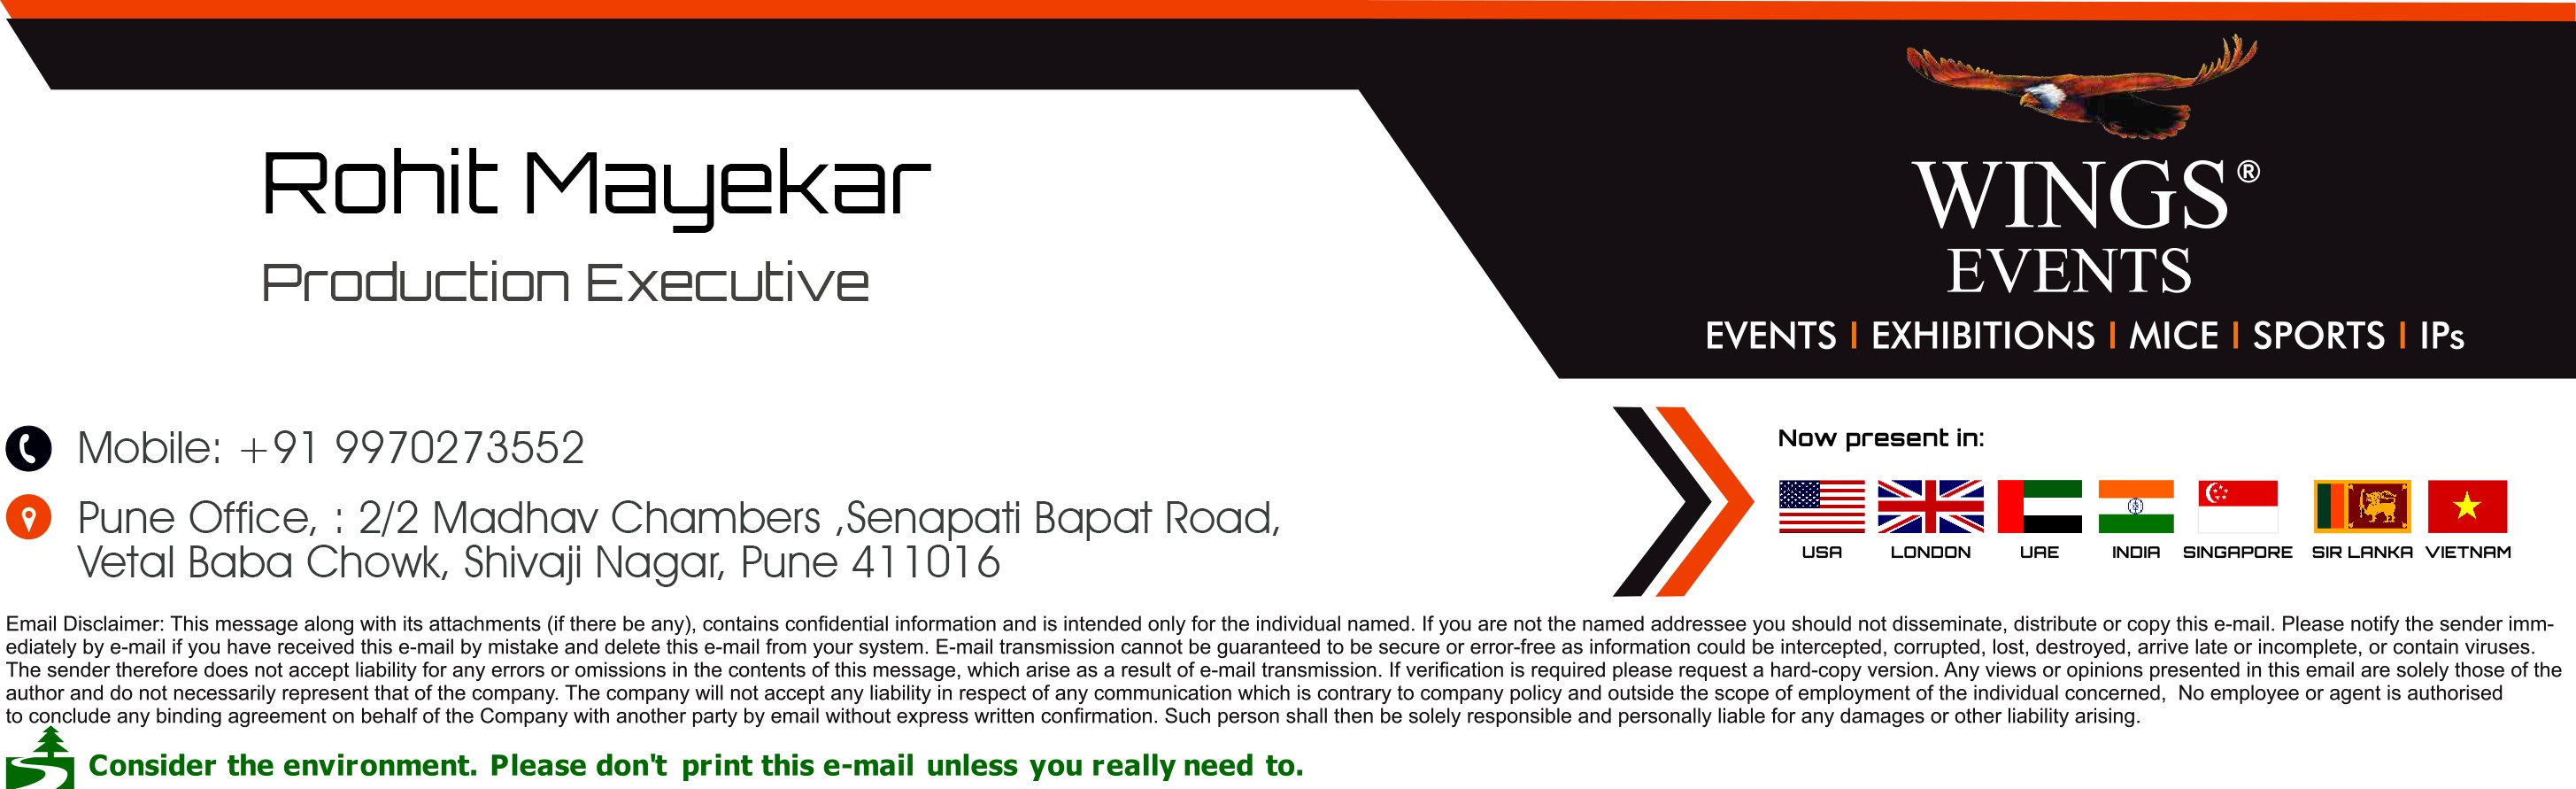 Rohit Mayekar
Production Executive
WINGS®
EVENTS
EVENTS | EXHIBITIONS | MICE | SPORTS | IPs
Mobile: +91 9970273552
Pune Office, : 2/2 Madhav Chambers ,Senapati Bapat Road,
Vetal Baba Chowk, Shivaji Nagar, Pune 411016
Now present in:
USA LONDON UAE INDIA SINGAPORE SIR LANKA VIETNAM
Email Disclaimer: This message along with its attachments (if there be any), contains confidential information and is intended only for the individual named. If you are not the named addressee you should not disseminate, distribute or copy this e-mail. Please notify the sender imm-
ediately by e-mail if you have received this e-mail by mistake and delete this e-mail from your system. E-mail transmission cannot be guaranteed to be secure or error-free as information could be intercepted, corrupted, lost, destroyed, arrive late or incomplete, or contain viruses.
The sender therefore does not accept liability for any errors or omissions in the contents of this message, which arise as a result of e-mail transmission. If verification is required please request a hard-copy version. Any views or opinions presented in this email are solely those of the
author and do not necessarily represent that of the company. The company will not accept any liability in respect of any communication which is contrary to company policy and outside the scope of employment of the individual concerned,  No employee or agent is authorised
to conclude any binding agreement on behalf of the Company with another party by email without express written confirmation. Such person shall then be solely responsible and personally liable for any damages or other liability arising.
Consider the environment. Please don't print this e-mail unless you really need to.